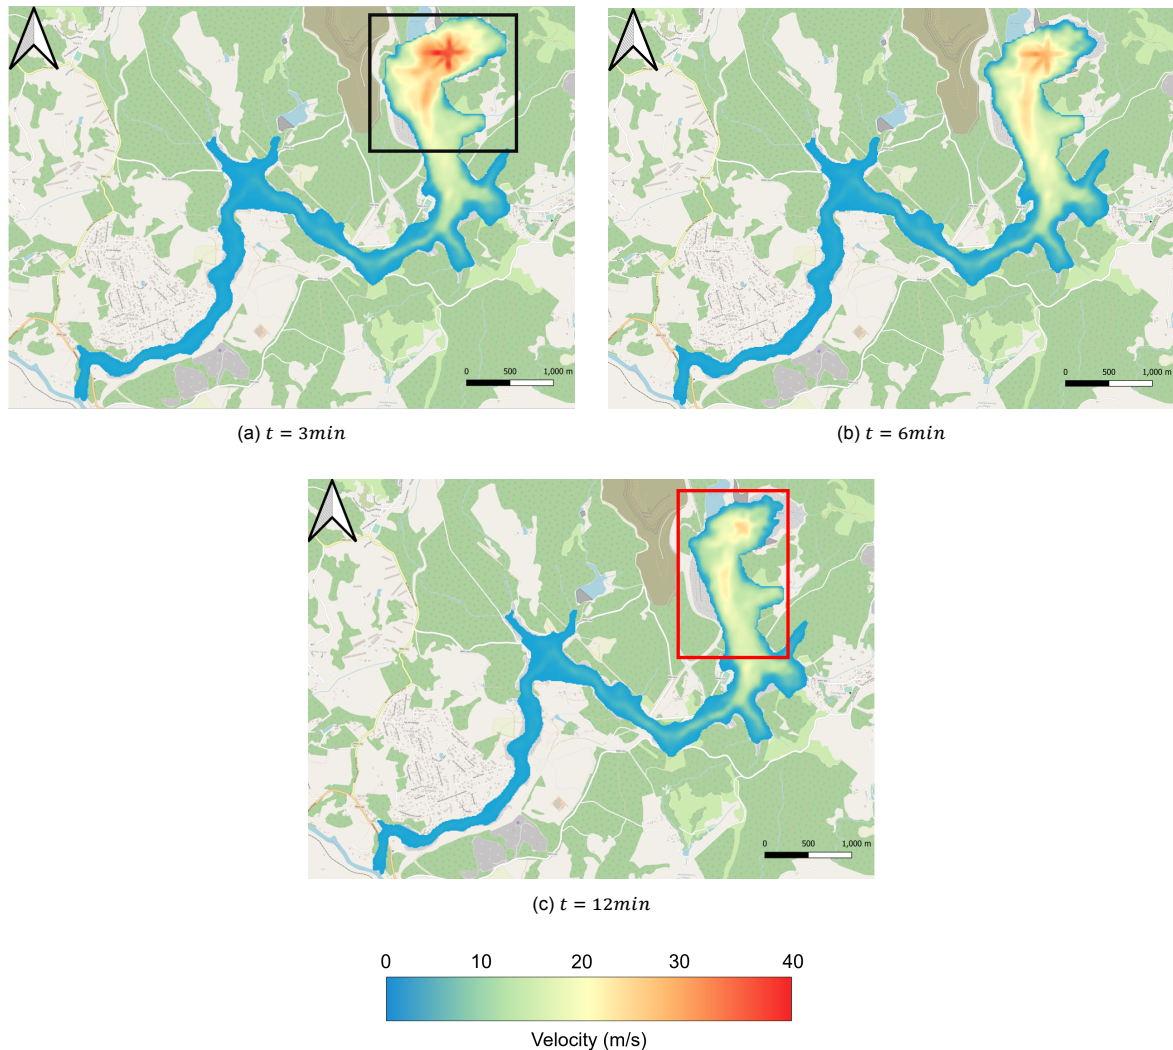 0 500 1,000 m
0 500 1,000 m
(a) t = 3min
(b) t = 6min
0 500 1,000 m
(c) t = 12min
0 10 20 30 40
Velocity (m/s)